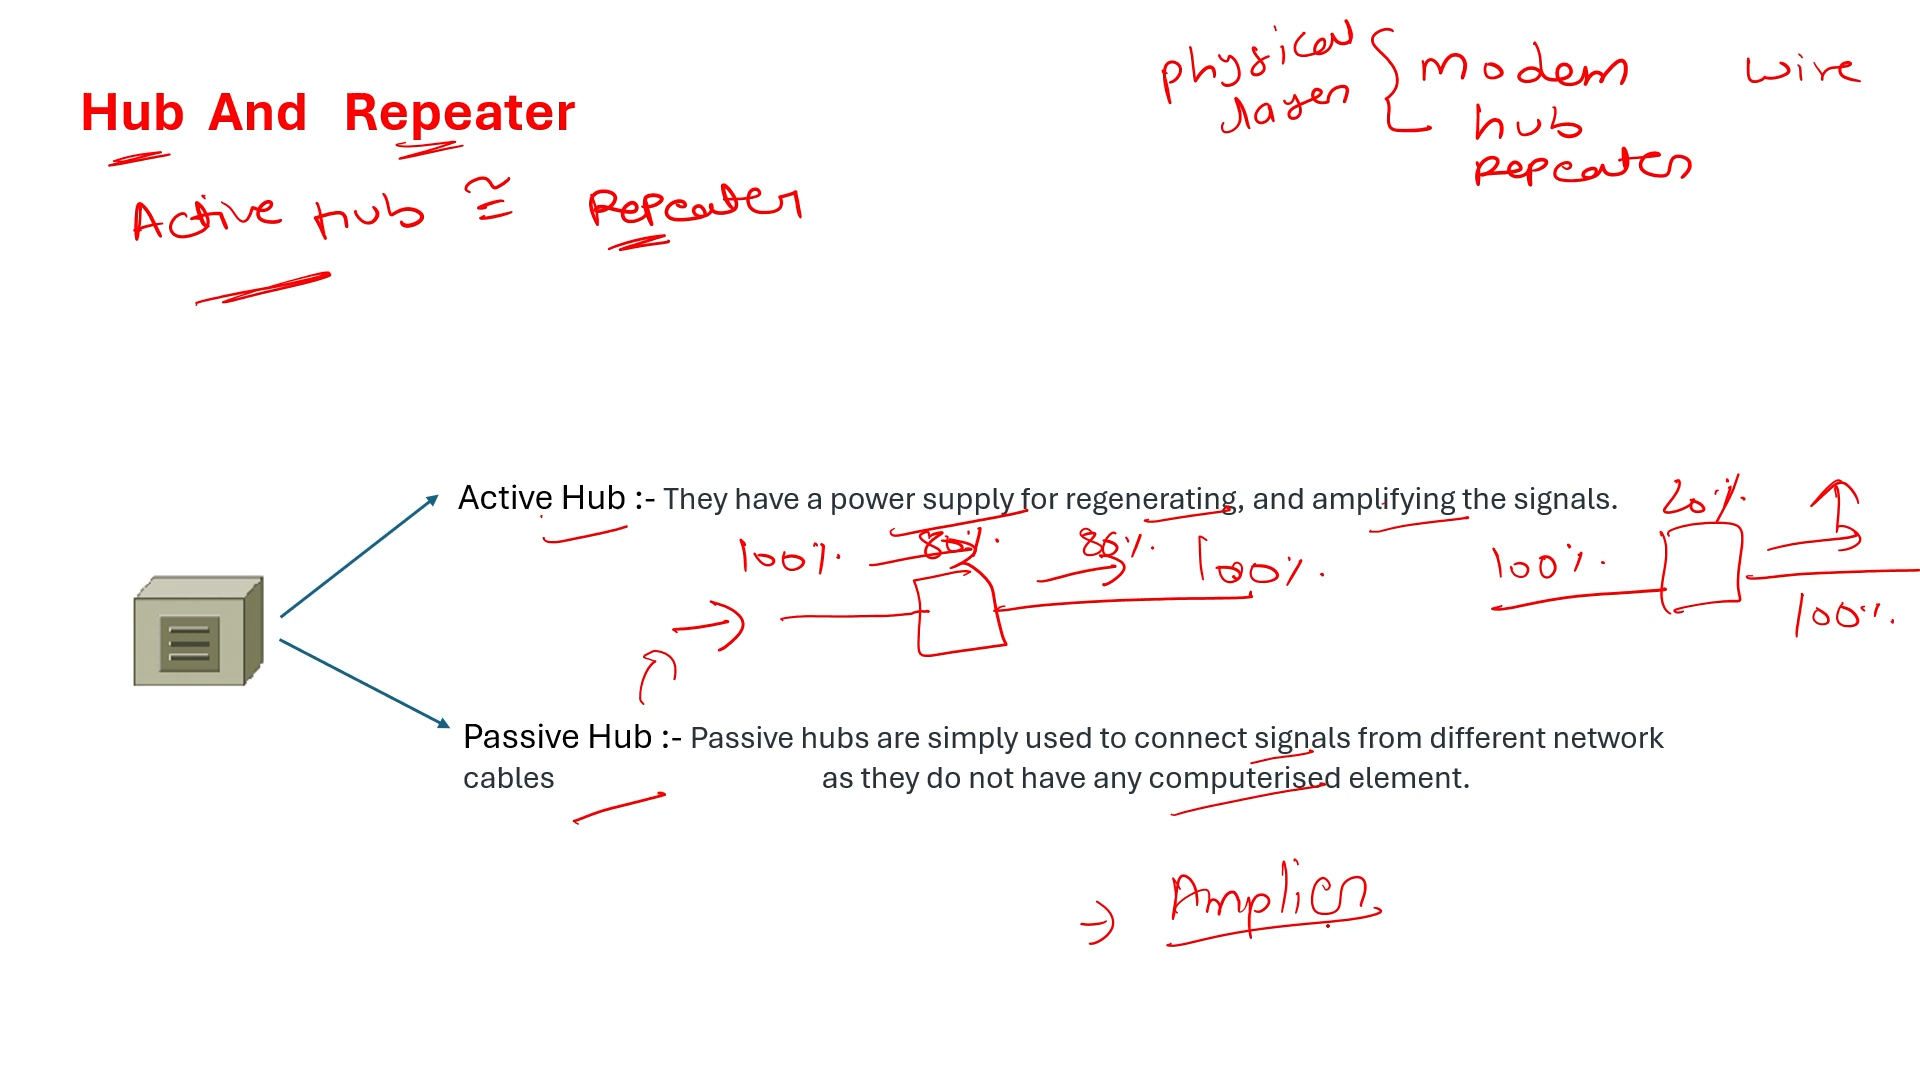 Hub And Repeater
physical layer
modem
wire
hub
Repeater
Active hub ≅ Repeater
Active Hub :- They have a power supply for regenerating, and amplifying the signals.
20%
100%
80%
100%
100%
100%
Passive Hub :- Passive hubs are simply used to connect signals from different network
cables as they do not have any computerised element.